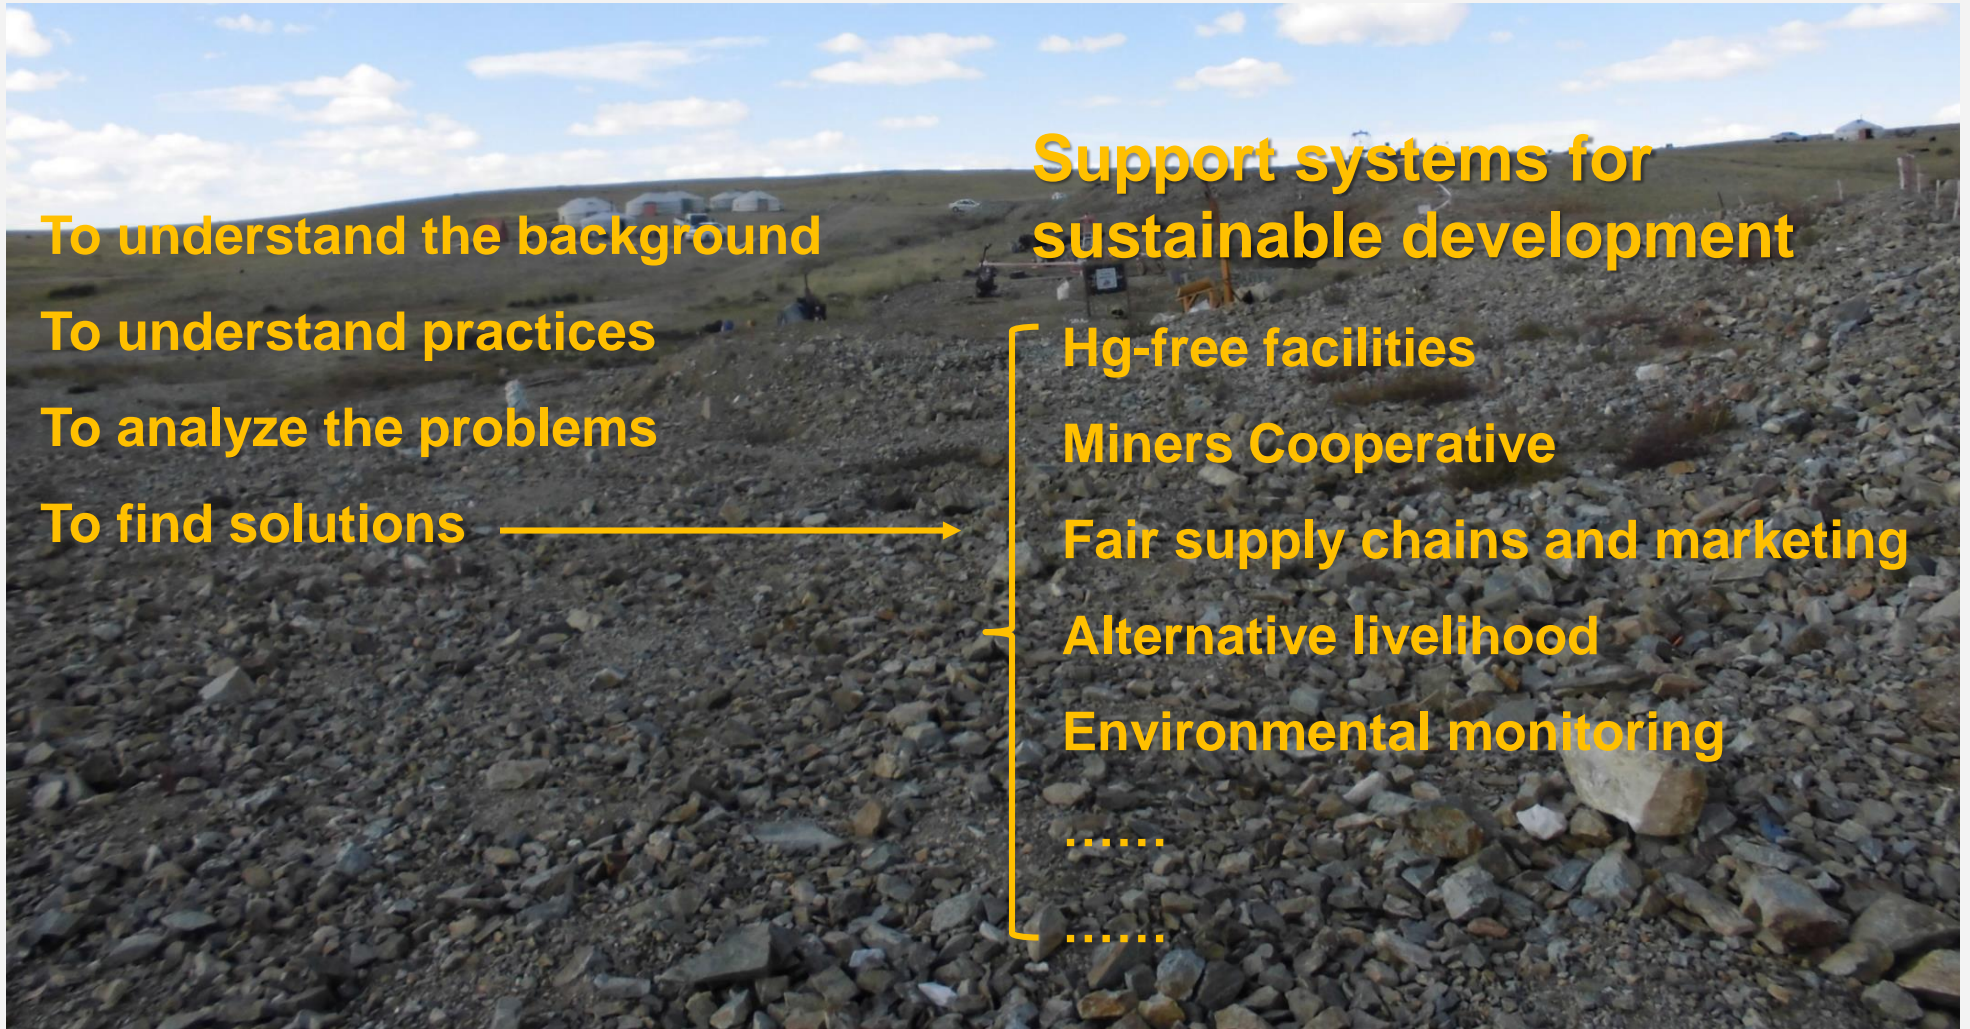 To understand the background
To understand practices
To analyze the problems
To find solutions
Support systems for
sustainable development
Hg-free facilities
Miners Cooperative
Fair supply chains and marketing
Alternative livelihood
Environmental monitoring
......
......